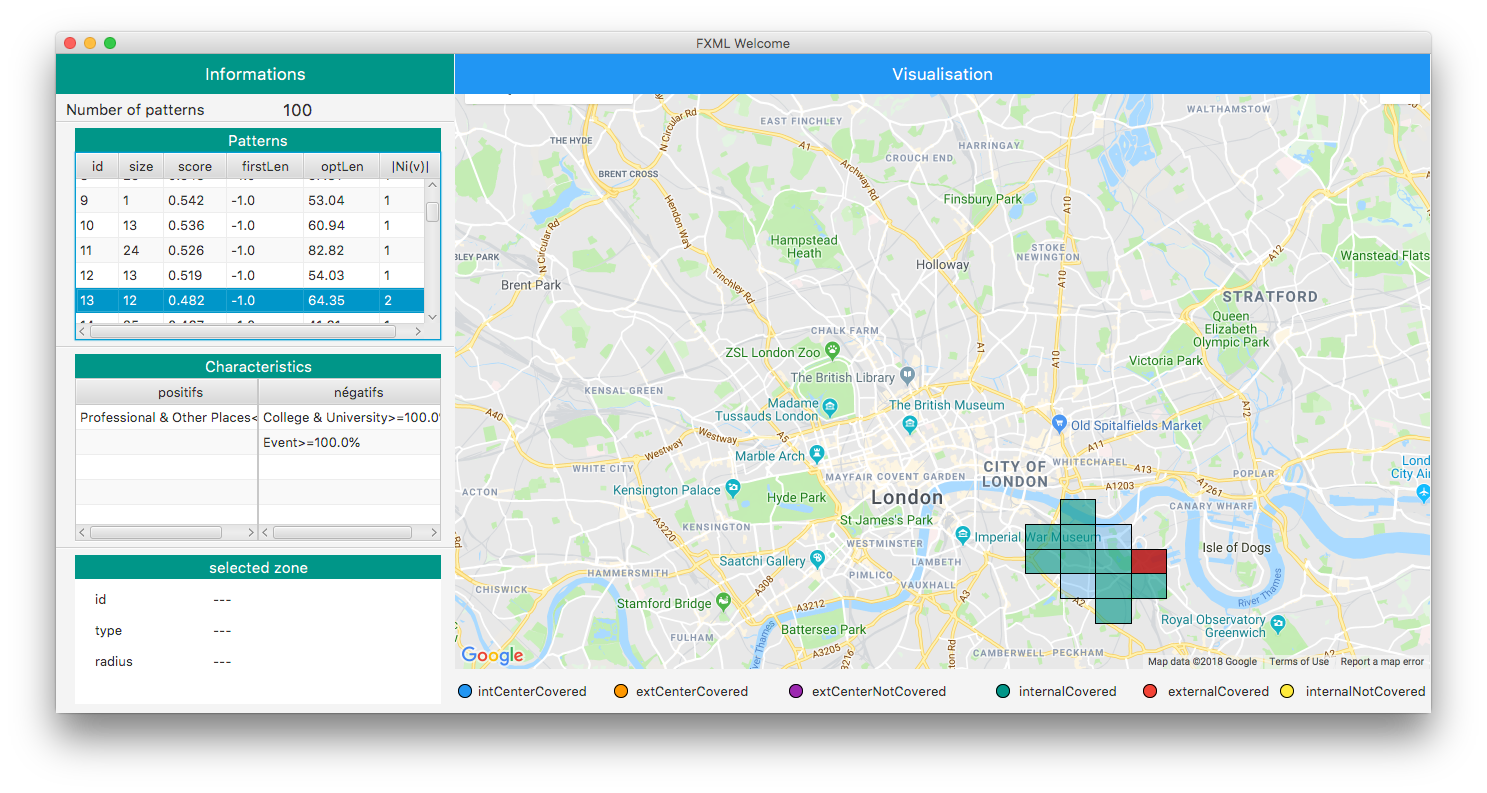 FXML Welcome
Informations
Visualisation
Number of patterns 100
Patterns
id size score firstLen optLen |Ni(v)|
9 1 0.542 -1.0 53.04 1
10 13 0.536 -1.0 60.94 1
11 24 0.526 -1.0 82.82 1
12 13 0.519 -1.0 54.03 1
13 12 0.482 -1.0 64.35 2
Characteristics
positifs négatifs
Professional & Other Places< College & University>=100.0%
Event>=100.0%
selected zone
id ---
type ---
radius ---
WALTHAMSTOW
EAST FINCHLEY
N Circular Rd
THE HYDE
HARRINGAY
CROUCH END
A1
Archway Rd
BRENT CROSS
Hendon Way
Finsbury Park
A10
N Circular Rd
Hampstead
Heath
STOKE
NEWINGTON
A12
BLEY PARK
Holloway
Wanstead Flats
Brent Park
Finchley Rd
A10
STRATFORD
Queen
Elizabeth
Olympic Park
CHALK FARM
A1
A10
ZSL London Zoo
Victoria Park
The British Library
KENSAL GREEN
Madame
Tussauds London
The British Museum
A12
A40
Old Spitalfields Market
Westway
A5
A11
Westway
Marble Arch
WHITE CITY
CITY OF
LONDON
WHITECHAPEL
A13
POPLAR
Lond
City Air
MAYFAIR
COVENT GARDEN
ACTON
Kensington Palace
Hyde Park
London
A1203
A1261
CANARY WHARF
A3220
KENSINGTON
St James's Park
Imperial War Museum
WESTMINSTER
Isle of Dogs
Saatchi Gallery
LAMBETH
HAMMERSMITH
PIMLICO
A308
VAUXHALL
CHISWICK
A3
A2
River Thames
Stamford Bridge
A3212
Royal Observatory
Greenwich
Battersea Park
FULHAM
River Thames
A3205
A3216
CAMBERWELL
PECKHAM
Google
Map data ©2018 Google Terms of Use Report a map error
intCenterCovered extCenterCovered extCenterNotCovered internalCovered externalCovered internalNotCovered